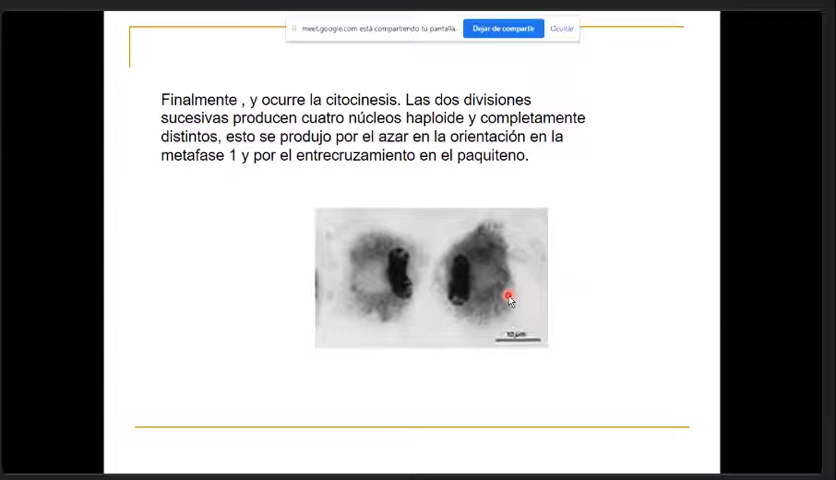 meet.google.com está compartiendo tu pantalla.
Dejar de compartir
Ocultar
Finalmente , y ocurre la citocinesis. Las dos divisiones
sucesivas producen cuatro núcleos haploide y completamente
distintos, esto se produjo por el azar en la orientación en la
metafase 1 y por el entrecruzamiento en el paquiteno.